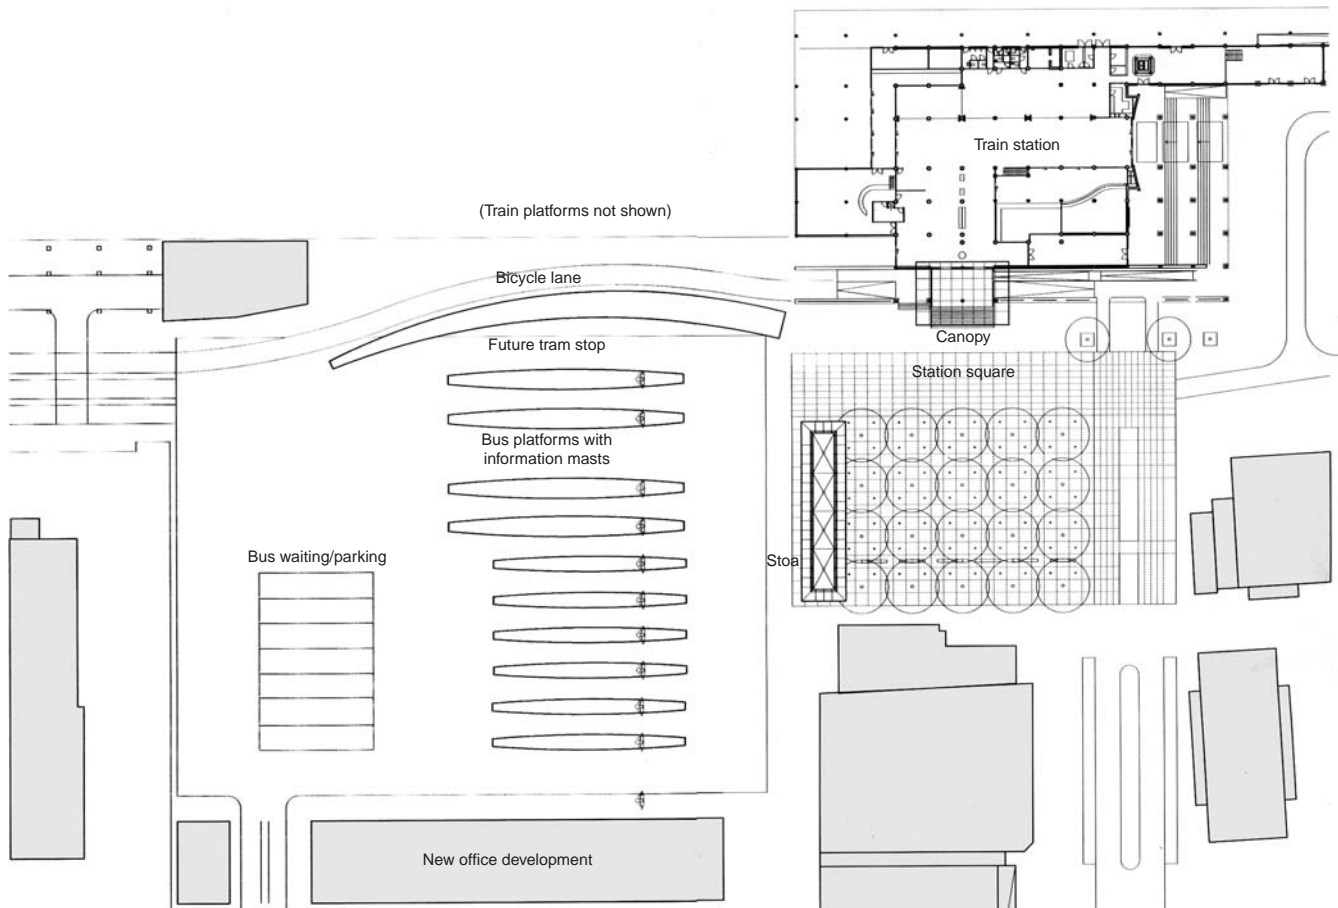 Train station
(Train platforms not shown)
Bicycle lane
Canopy
Future tram stop
Station square
Bus platforms with
information masts
Bus waiting/parking
Stoa
New office development